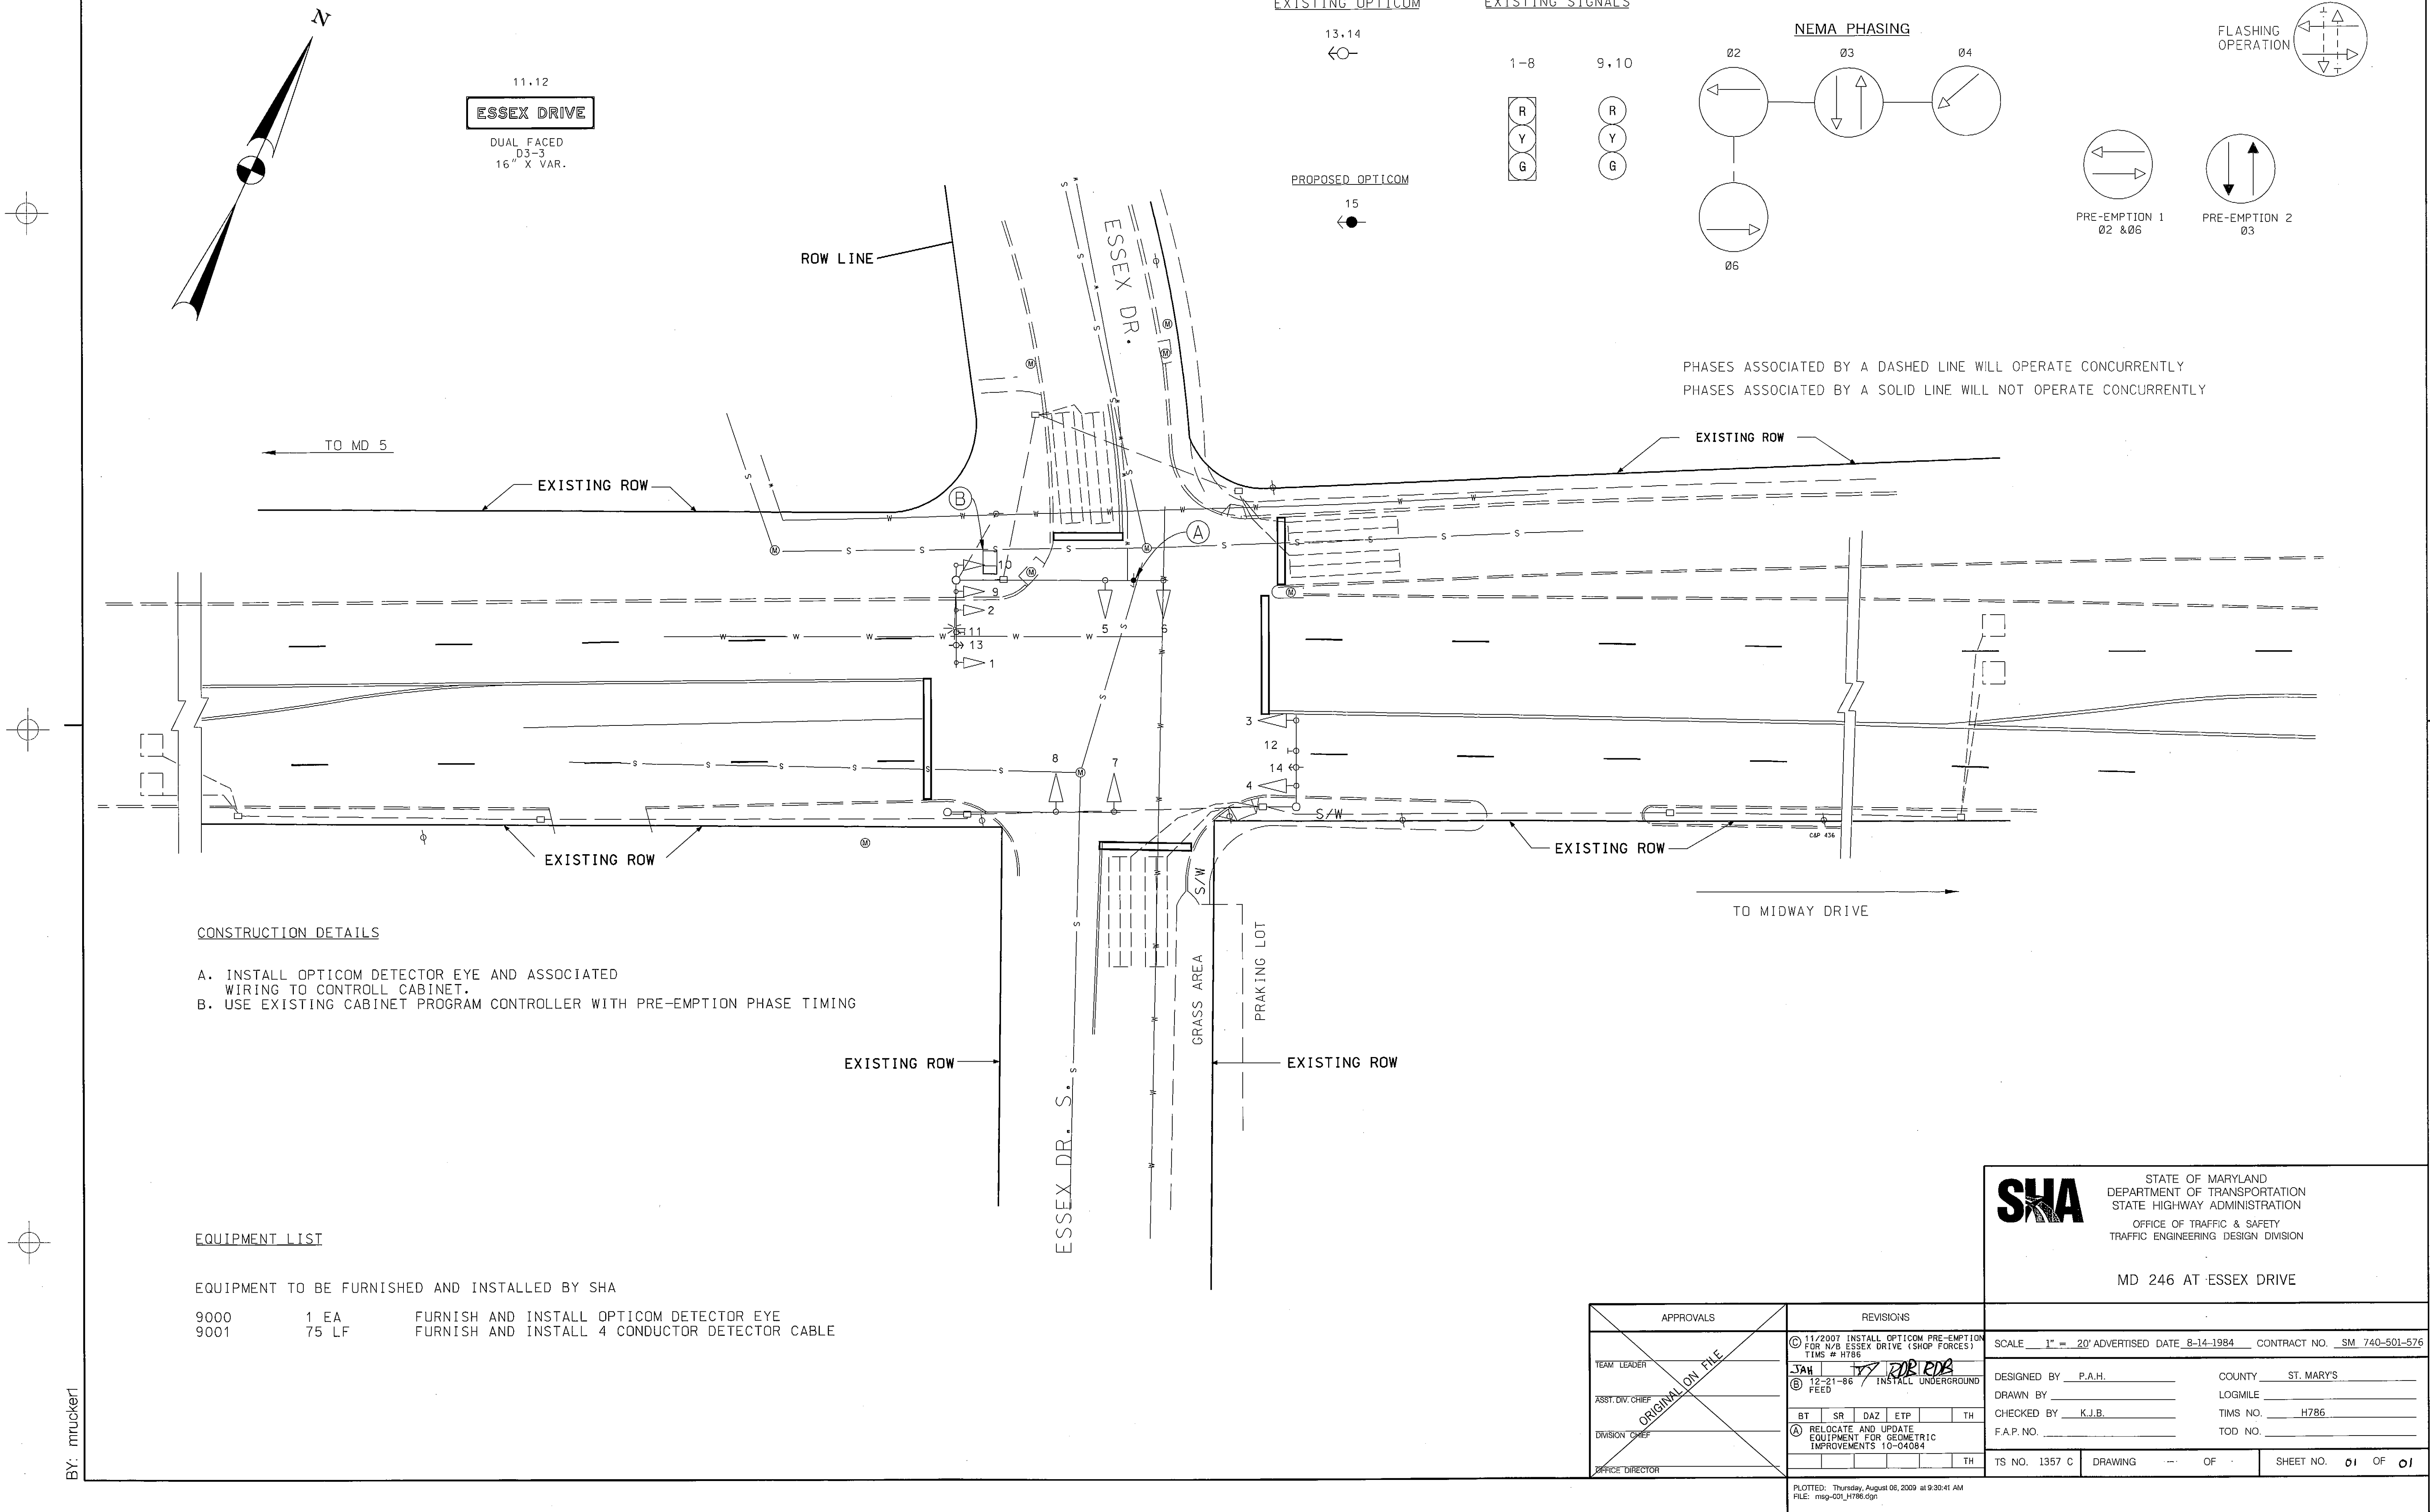 EXISTING OPTICOM
EXISTING SIGNALS
13,14
1-8
9,10
NEMA PHASING
Ø2
Ø3
Ø4
Ø6
FLASHING
OPERATION
N
11,12
ESSEX DRIVE
DUAL FACED
D3-3
16" X VAR.
R
Y
G
R
Y
G
PROPOSED OPTICOM
15
PRE-EMPTION 1
Ø2 &Ø6
PRE-EMPTION 2
Ø3
ROW LINE
ESSEX DR.
PHASES ASSOCIATED BY A DASHED LINE WILL OPERATE CONCURRENTLY
PHASES ASSOCIATED BY A SOLID LINE WILL NOT OPERATE CONCURRENTLY
TO MD 5
EXISTING ROW
EXISTING ROW
B
A
10
9
2
11
13
1
5
6
3
12
14
4
8
7
S/W
S/W
C&P 436
EXISTING ROW
EXISTING ROW
TO MIDWAY DRIVE
GRASS AREA
PRAKING LOT
CONSTRUCTION DETAILS
A. INSTALL OPTICOM DETECTOR EYE AND ASSOCIATED
WIRING TO CONTROLL CABINET.
B. USE EXISTING CABINET PROGRAM CONTROLLER WITH PRE-EMPTION PHASE TIMING
EXISTING ROW
EXISTING ROW
ESSEX DR. S.
EQUIPMENT LIST
EQUIPMENT TO BE FURNISHED AND INSTALLED BY SHA
9000 1 EA FURNISH AND INSTALL OPTICOM DETECTOR EYE
9001 75 LF FURNISH AND INSTALL 4 CONDUCTOR DETECTOR CABLE
BY: mrucker1
SHA
STATE OF MARYLAND
DEPARTMENT OF TRANSPORTATION
STATE HIGHWAY ADMINISTRATION
OFFICE OF TRAFFIC & SAFETY
TRAFFIC ENGINEERING DESIGN DIVISION
MD 246 AT ESSEX DRIVE
APPROVALS
TEAM LEADER
ASST. DIV. CHIEF
DIVISION CHIEF
OFFICE DIRECTOR
ORIGINAL ON FILE
REVISIONS
C 11/2007 INSTALL OPTICOM PRE-EMPTION
FOR N/B ESSEX DRIVE (SHOP FORCES)
TIMS # H786
JAH TY RDB RDB
B 12-21-86 INSTALL UNDERGROUND
FEED
BT SR DAZ ETP TH
A RELOCATE AND UPDATE
EQUIPMENT FOR GEOMETRIC
IMPROVEMENTS 10-04084
TH
SCALE 1" = 20' ADVERTISED DATE 8-14-1984 CONTRACT NO. SM 740-501-576
DESIGNED BY P.A.H. COUNTY ST. MARY'S
DRAWN BY LOGMILE
CHECKED BY K.J.B. TIMS NO. H786
F.A.P. NO. TOD NO.
TS NO. 1357 C DRAWING OF SHEET NO. 01 OF 01
PLOTTED: Thursday, August 06, 2009 at 9:30:41 AM
FILE: msg-001_H786.dgn